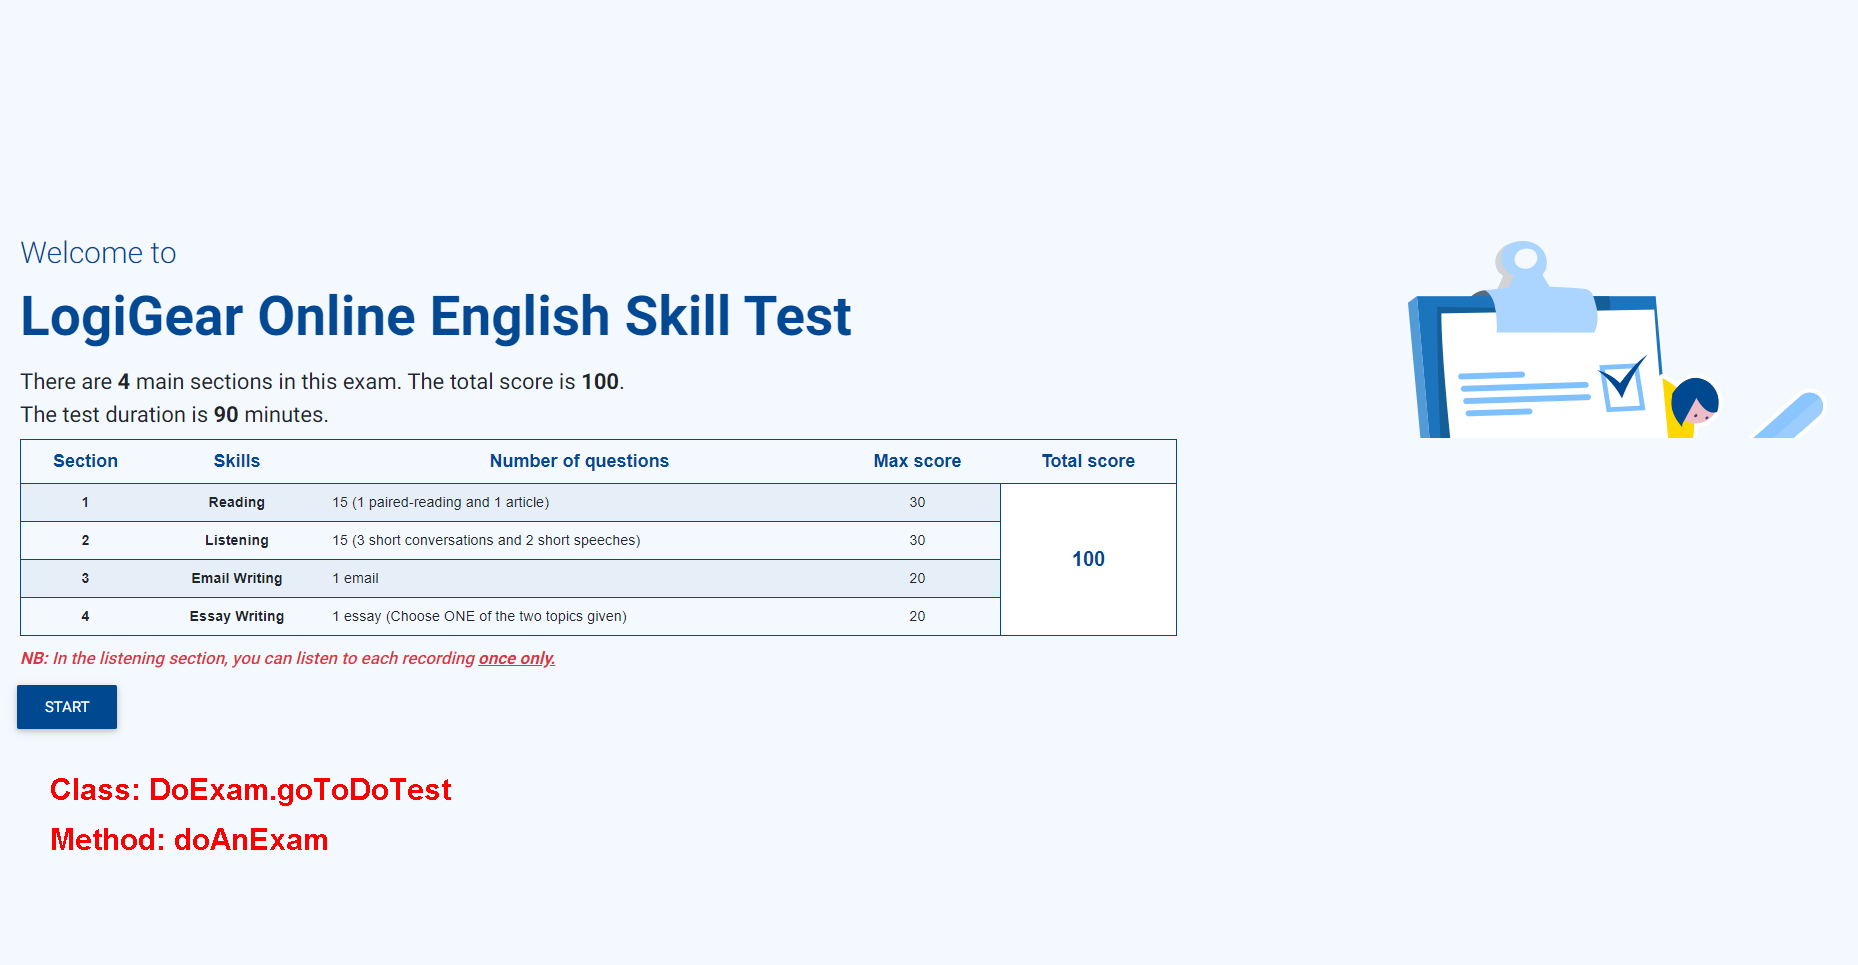 Welcome to
LogiGear Online English Skill Test
There are 4 main sections in this exam. The total score is 100.
The test duration is 90 minutes.
Section Skills Number of questions Max score Total score
1 Reading 15 (1 paired-reading and 1 article) 30
2 Listening 15 (3 short conversations and 2 short speeches) 30
100
3 Email Writing 1 email 20
4 Essay Writing 1 essay (Choose ONE of the two topics given) 20
NB: In the listening section, you can listen to each recording once only.
START
Class: DoExam.goToDoTest
Method: doAnExam